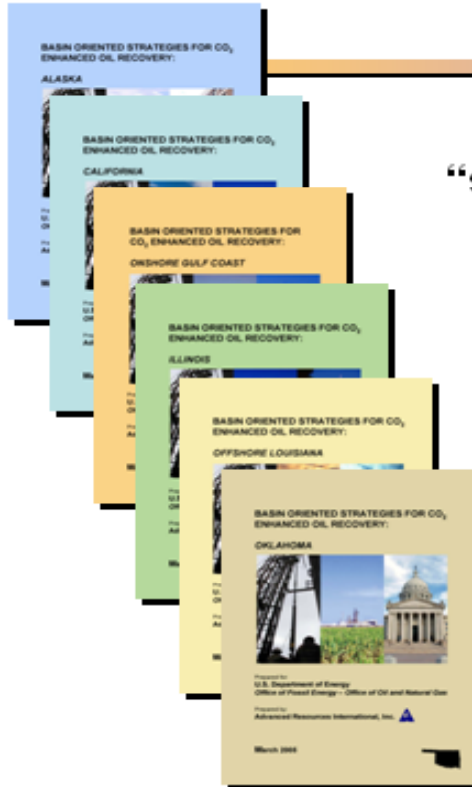 BASIN ORIENTED STRATEGIES FOR CO₂
ENHANCED OIL RECOVERY:
ALASKA
BASIN ORIENTED STRATEGIES FOR CO₂
ENHANCED OIL RECOVERY:
CALIFORNIA
BASIN ORIENTED STRATEGIES FOR
CO₂ ENHANCED OIL RECOVERY:
ONSHORE GULF COAST
BASIN ORIENTED STRATEGIES FOR CO₂
ENHANCED OIL RECOVERY:
ILLINOIS
BASIN ORIENTED STRATEGIES FOR CO₂
ENHANCED OIL RECOVERY:
OFFSHORE LOUISIANA
BASIN ORIENTED STRATEGIES FOR CO₂
ENHANCED OIL RECOVERY:
OKLAHOMA
Prepared for
U.S. Department of Energy
Office of Fossil Energy – Office of Oil and Natural Gas
Prepared by
Advanced Resources International, Inc.
March